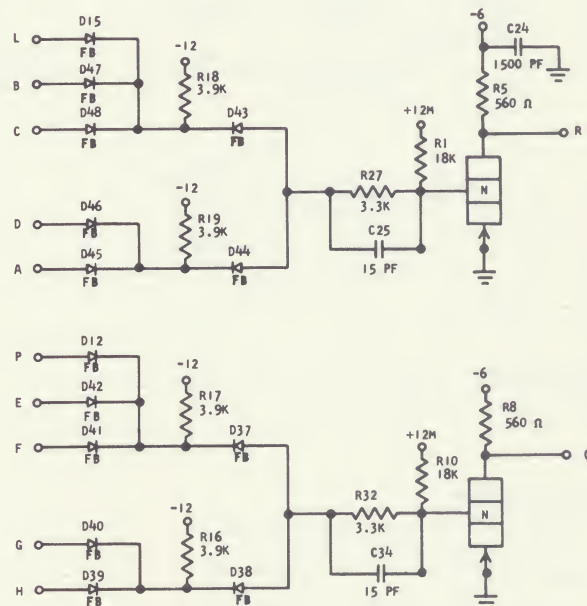 D15
L
FB
D47
B
FB
D48
C
FB
-12
R18
3.9K
D43
FB
-6
C24
1500 PF
R5
560 Ω
R
+12M
R1
18K
N
R27
3.3K
C25
15 PF
D46
D
FB
D45
A
FB
-12
R19
3.9K
D44
FB
D12
P
FB
D42
E
FB
D41
F
FB
-12
R17
3.9K
D37
FB
-6
R8
560 Ω
+12M
R10
18K
N
R32
3.3K
C34
15 PF
D40
G
FB
D39
H
FB
-12
R16
3.9K
D38
FB